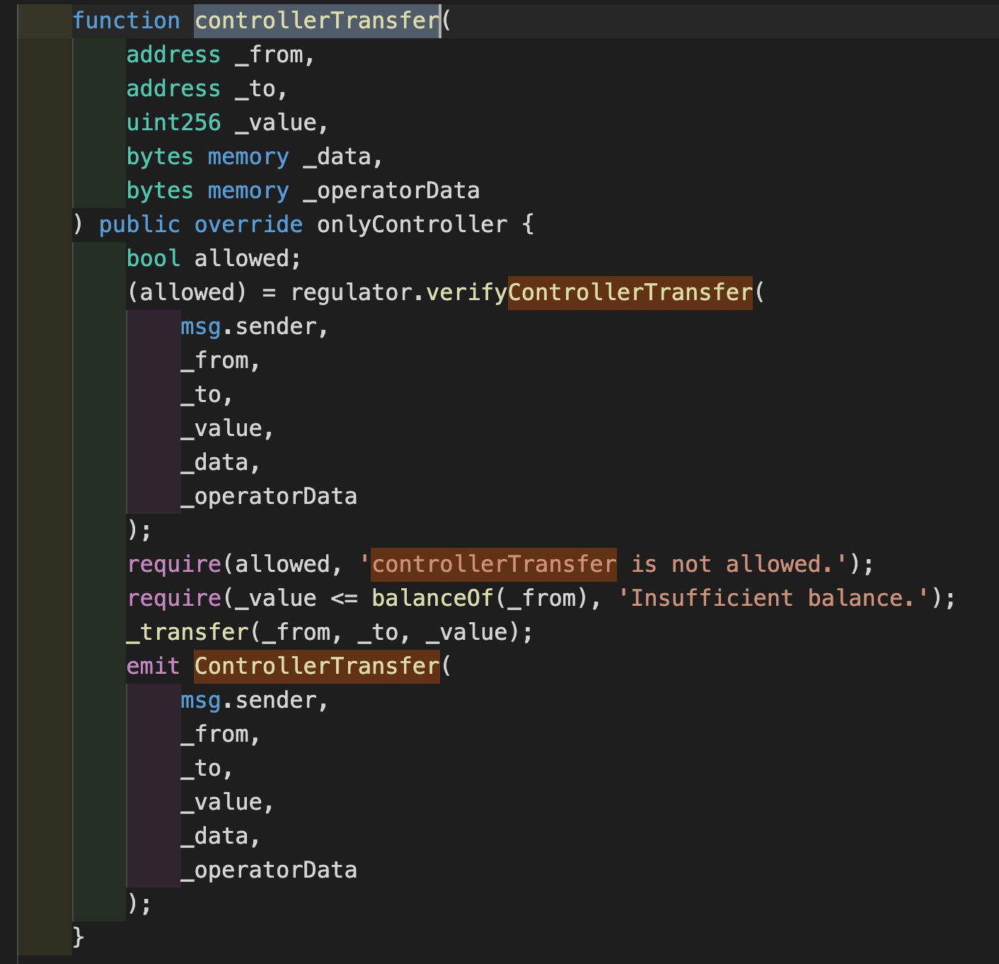 function controllerTransfer(
address _from,
address _to,
uint256 _value,
bytes memory _data,
bytes memory _operatorData
) public override onlyController {
bool allowed;
(allowed) = regulator.verifyControllerTransfer(
msg.sender,
_from,
_to,
_value,
_data,
_operatorData
);
require(allowed, 'controllerTransfer is not allowed.');
require(_value <= balanceOf(_from), 'Insufficient balance.');
_transfer(_from, _to, _value);
emit ControllerTransfer(
msg.sender,
_from,
_to,
_value,
_data,
_operatorData
);
}